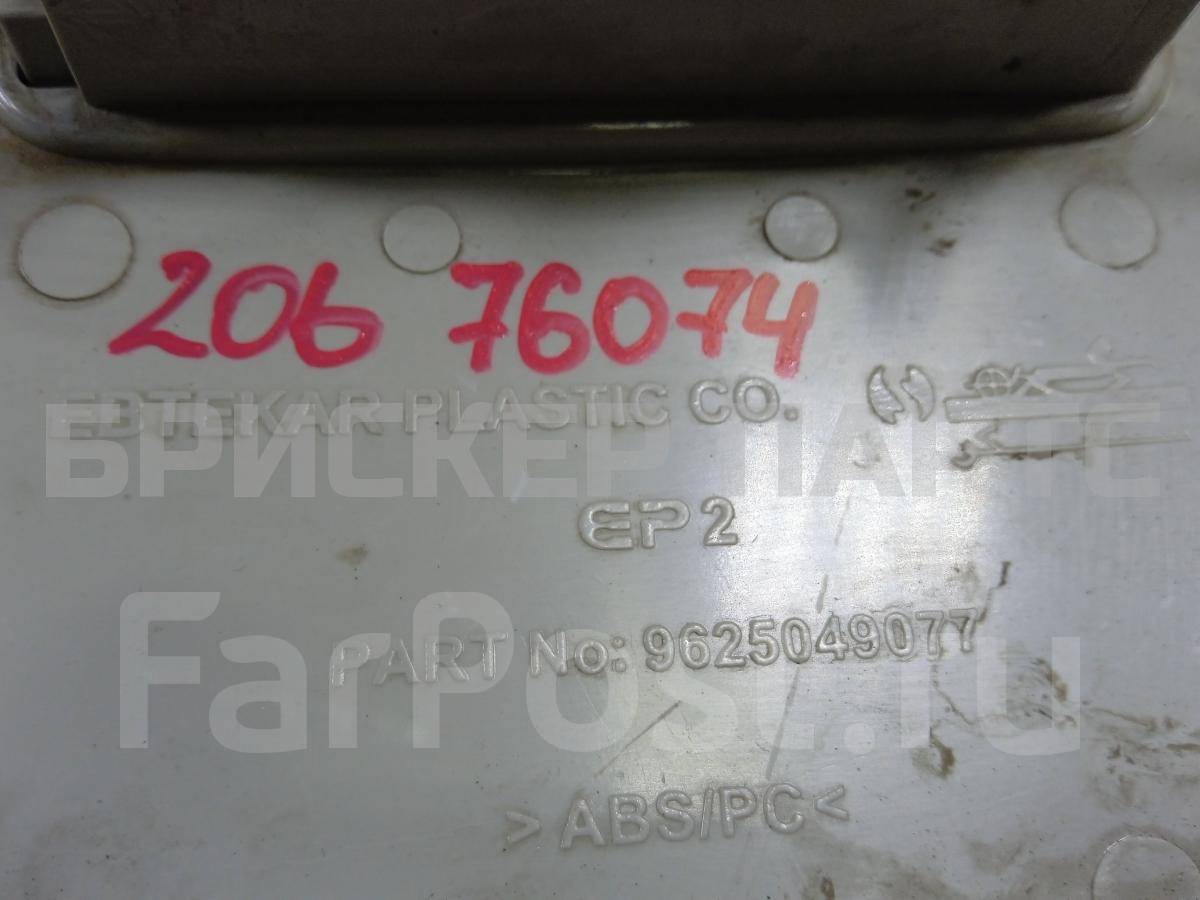 206 76074
EBTEKAR PLASTIC CO.
БРИСКЕР ПАРТС
EP 2
FarPost.ru
PART No: 9625049077
>ABS/PC<